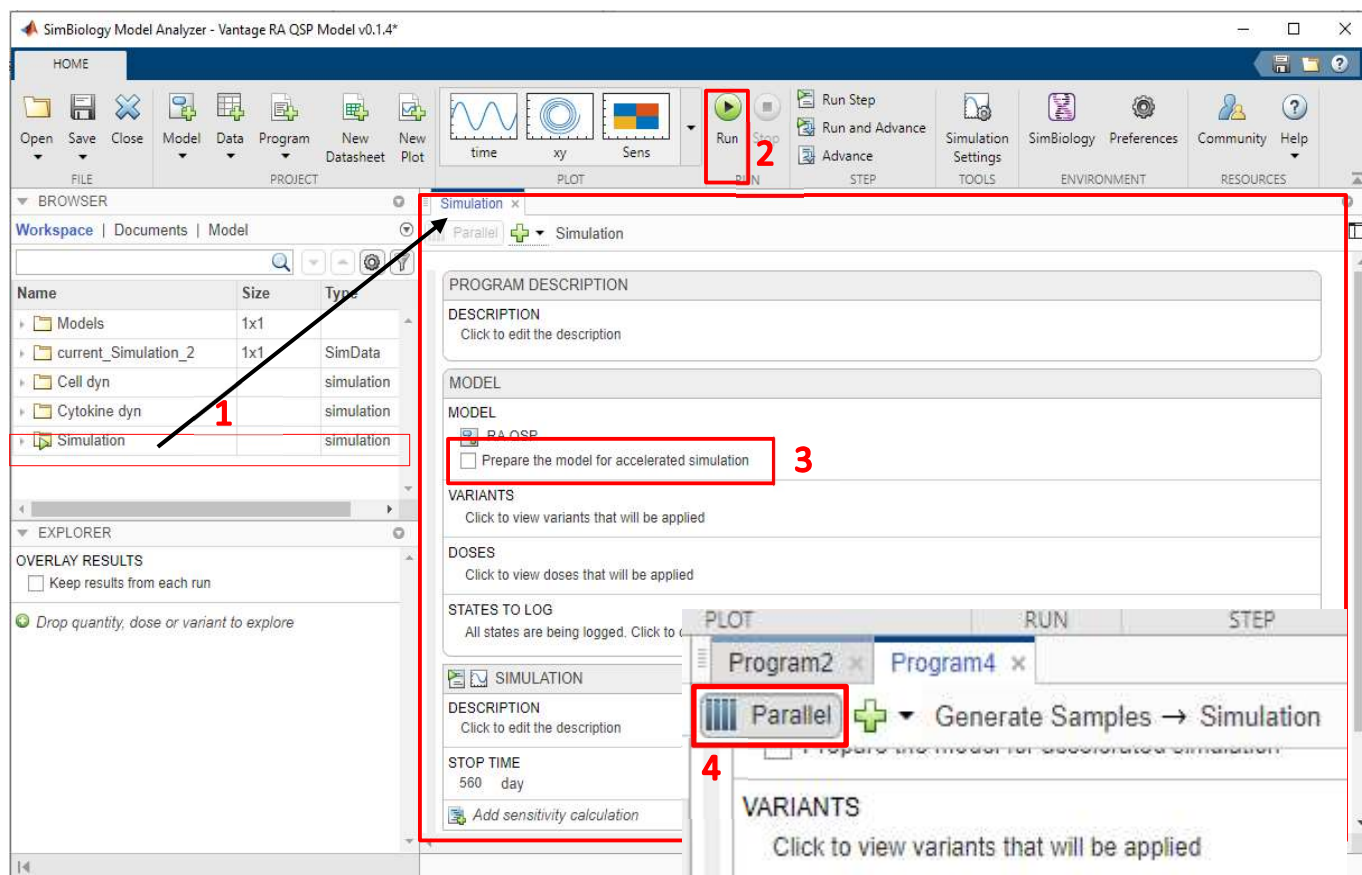 SimBiology Model Analyzer - Vantage RA QSP Model v0.1.4*
HOME
Open Save Close Model Data Program New Datasheet New Plot
time xy Sens
Run Stop
Run Step
Run and Advance
Advance
Simulation Settings SimBiology Preferences Community Help
FILE PROJECT PLOT RUN STEP TOOLS ENVIRONMENT RESOURCES
2
BROWSER
Workspace | Documents | Model
Name Size Type
Models 1x1
current_Simulation_2 1x1 SimData
Cell dyn simulation
Cytokine dyn simulation
1
Simulation simulation
EXPLORER
OVERLAY RESULTS
Keep results from each run
Drop quantity, dose or variant to explore
Simulation
Parallel Simulation
PROGRAM DESCRIPTION
DESCRIPTION
Click to edit the description
MODEL
MODEL
RA QSP
Prepare the model for accelerated simulation
3
VARIANTS
Click to view variants that will be applied
DOSES
Click to view doses that will be applied
STATES TO LOG
All states are being logged. Click to
SIMULATION
DESCRIPTION
Click to edit the description
STOP TIME
560 day
Add sensitivity calculation
PLOT RUN STEP
Program2 Program4
Parallel Generate Samples → Simulation
4
Prepare the model for accelerated simulation
VARIANTS
Click to view variants that will be applied